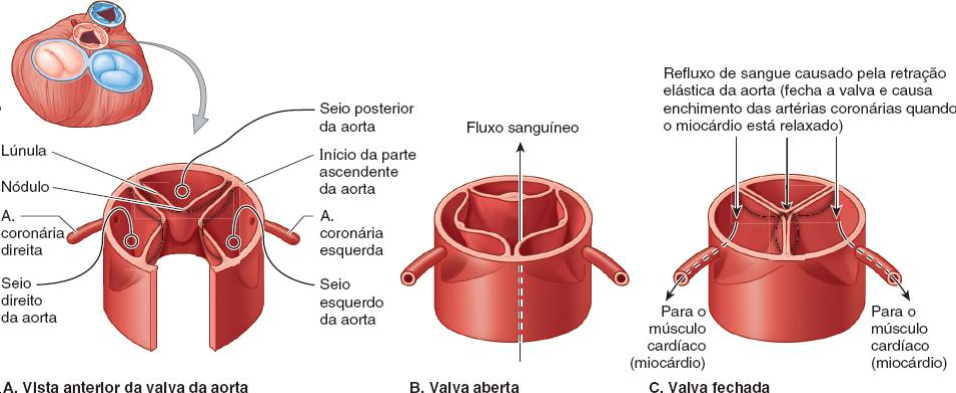 Seio posterior
da aorta
Lúnula
Início da parte
ascendente
da aorta
Nódulo
A.
coronária
direita
A.
coronária
esquerda
Seio
direito
da aorta
Seio
esquerdo
da aorta
A. Vista anterior da valva da aorta
Fluxo sanguíneo
B. Valva aberta
Refluxo de sangue causado pela retração
elástica da aorta (fecha a valva e causa
enchimento das artérias coronárias quando
o miocárdio está relaxado)
Para o
músculo
cardíaco
(miocárdio)
Para o
músculo
cardíaco
(miocárdio)
C. Valva fechada